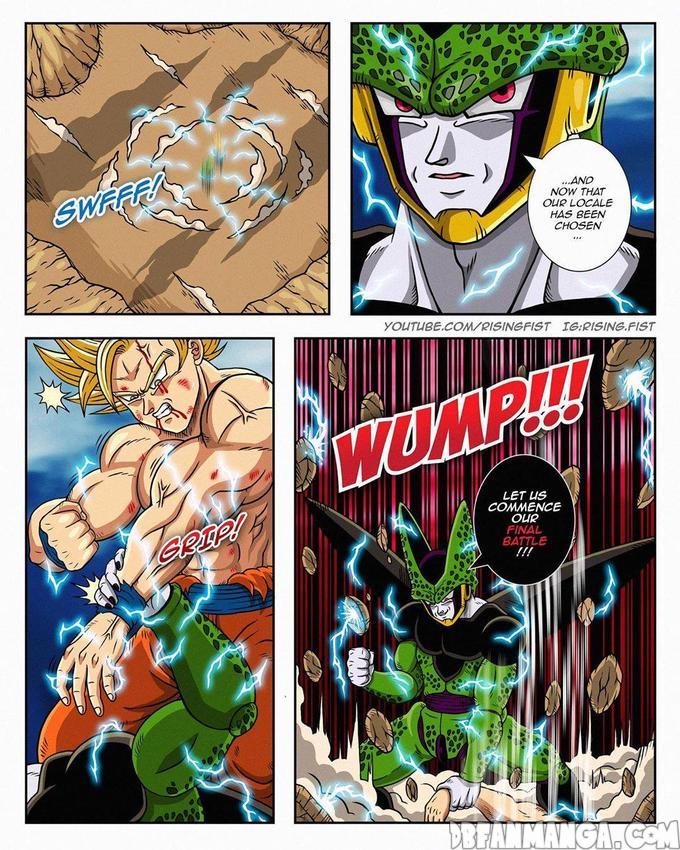 SWFFF!
...AND
NOW THAT
OUR LOCALE
HAS BEEN
CHOSEN
...
YOUTUBE.COM/RISINGFIST IG:RISING.FIST
GRIP!
WUMP!!!
LET US
COMMENCE
OUR
FINAL
BATTLE
!!!
DBFANMANGA.COM